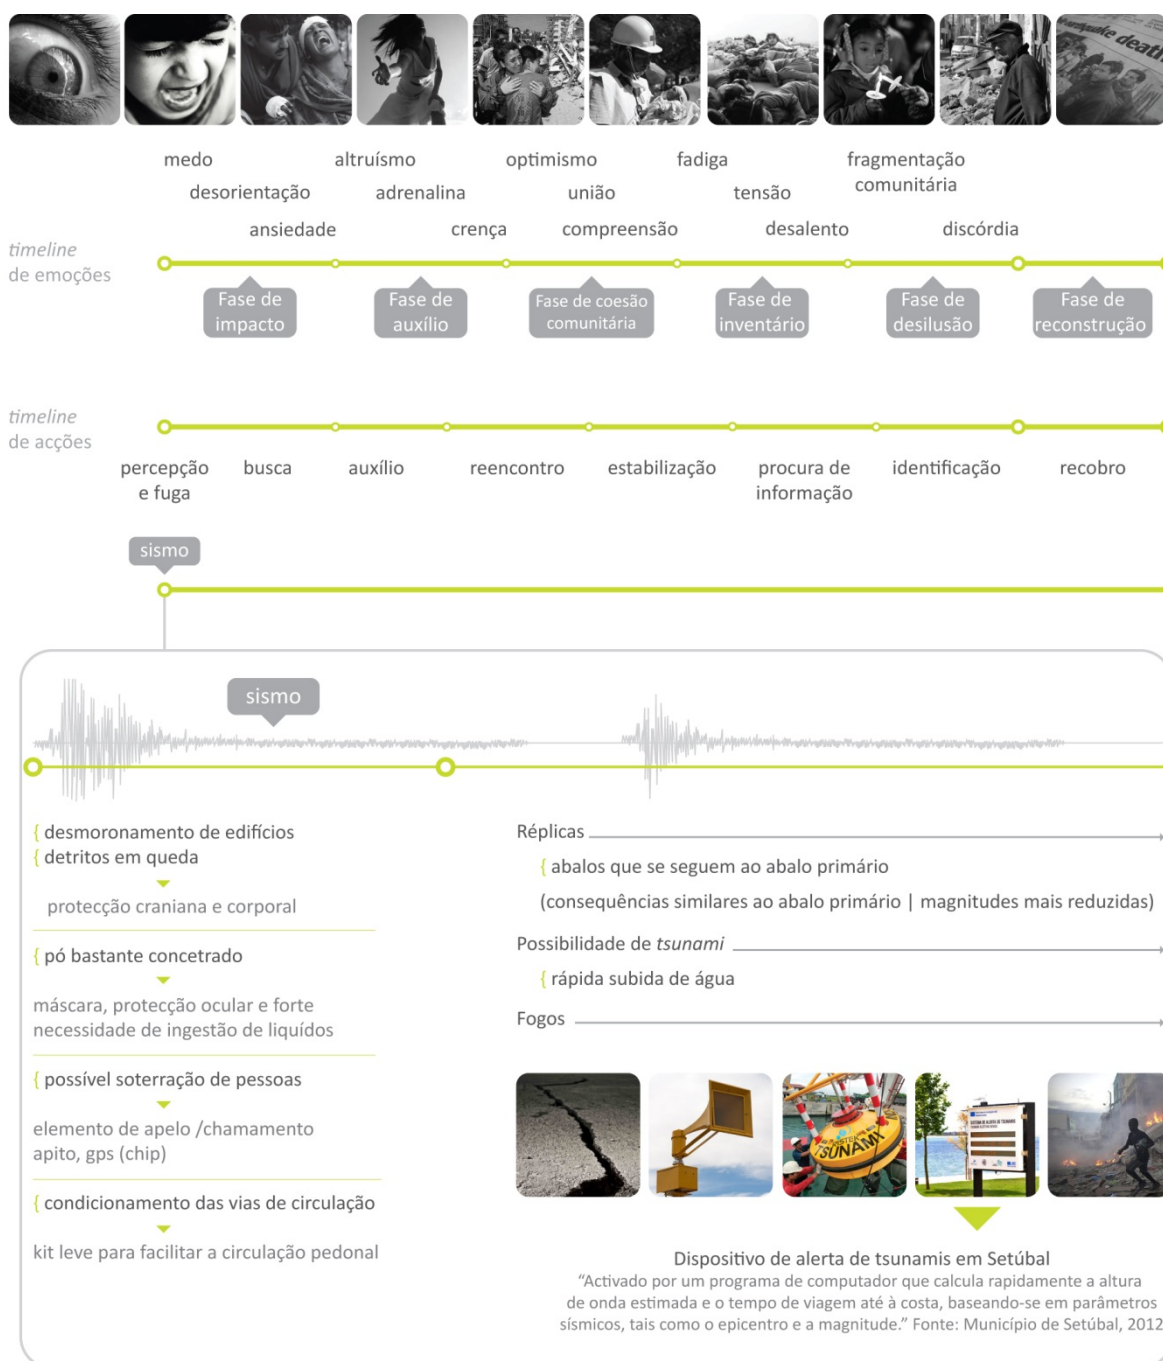 quake death
medo
altruísmo
optimismo
fadiga
fragmentação
comunitária
desorientação
adrenalina
união
tensão
ansiedade
crença
compreensão
desalento
discórdia
timeline
de emoções
Fase de
impacto
Fase de
auxílio
Fase de coesão
comunitária
Fase de
inventário
Fase de
desilusão
Fase de
reconstrução
timeline
de acções
percepção
e fuga
busca
auxílio
reencontro
estabilização
procura de
informação
identificação
recobro
sismo
sismo
{ desmoronamento de edifícios
{ detritos em queda
protecção craniana e corporal
{ pó bastante concetrado
máscara, protecção ocular e forte
necessidade de ingestão de liquídos
{ possível soterração de pessoas
elemento de apelo /chamamento
apito, gps (chip)
{ condicionamento das vias de circulação
kit leve para facilitar a circulação pedonal
Réplicas
{ abalos que se seguem ao abalo primário
(consequências similares ao abalo primário | magnitudes mais reduzidas)
Possibilidade de tsunami
{ rápida subida de água
Fogos
TSUNAMI
Dispositivo de alerta de tsunamis em Setúbal
“Activado por um programa de computador que calcula rapidamente a altura
de onda estimada e o tempo de viagem até à costa, baseando-se em parâmetros
sísmicos, tais como o epicentro e a magnitude.” Fonte: Município de Setúbal, 2012